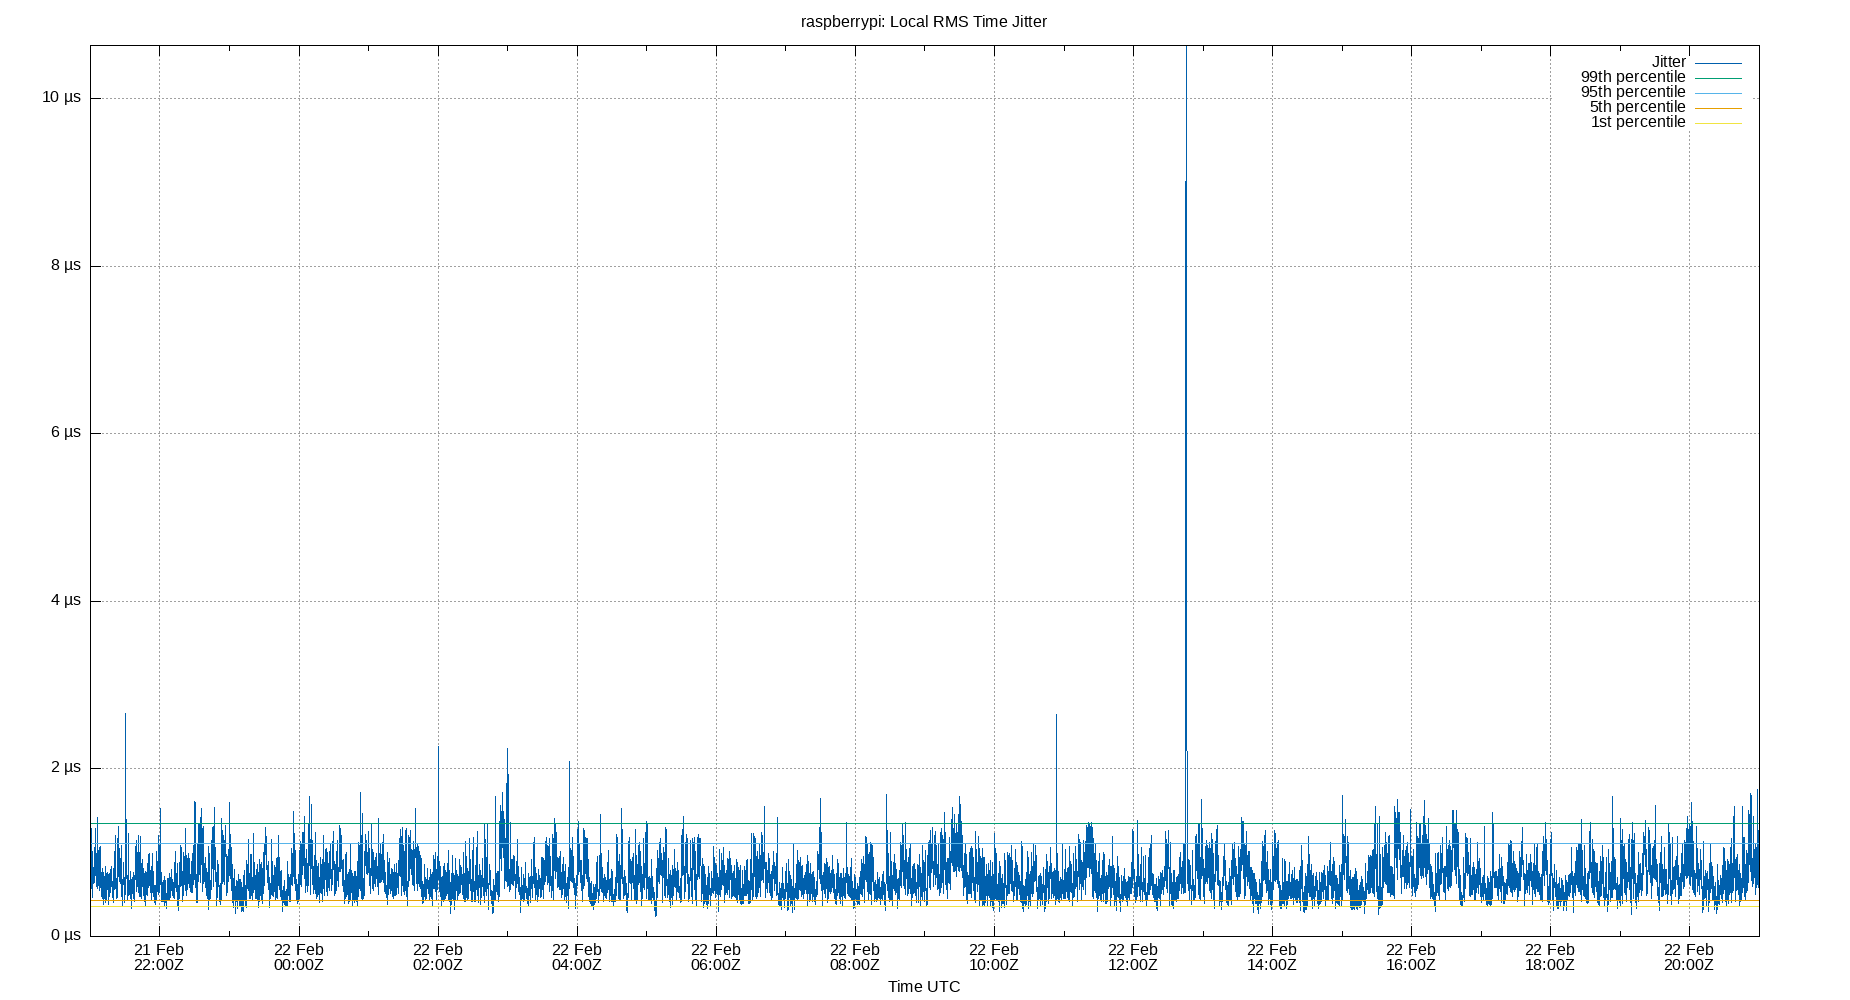 raspberrypi: Local RMS Time Jitter
Jitter
99th percentile
95th percentile
5th percentile
1st percentile
10 µs
8 µs
6 µs
4 µs
2 µs
0 µs
21 Feb 22 Feb 22 Feb 22 Feb 22 Feb 22 Feb 22 Feb 22 Feb 22 Feb 22 Feb 22 Feb 22 Feb
22:00Z 00:00Z 02:00Z 04:00Z 06:00Z 08:00Z 10:00Z 12:00Z 14:00Z 16:00Z 18:00Z 20:00Z
Time UTC